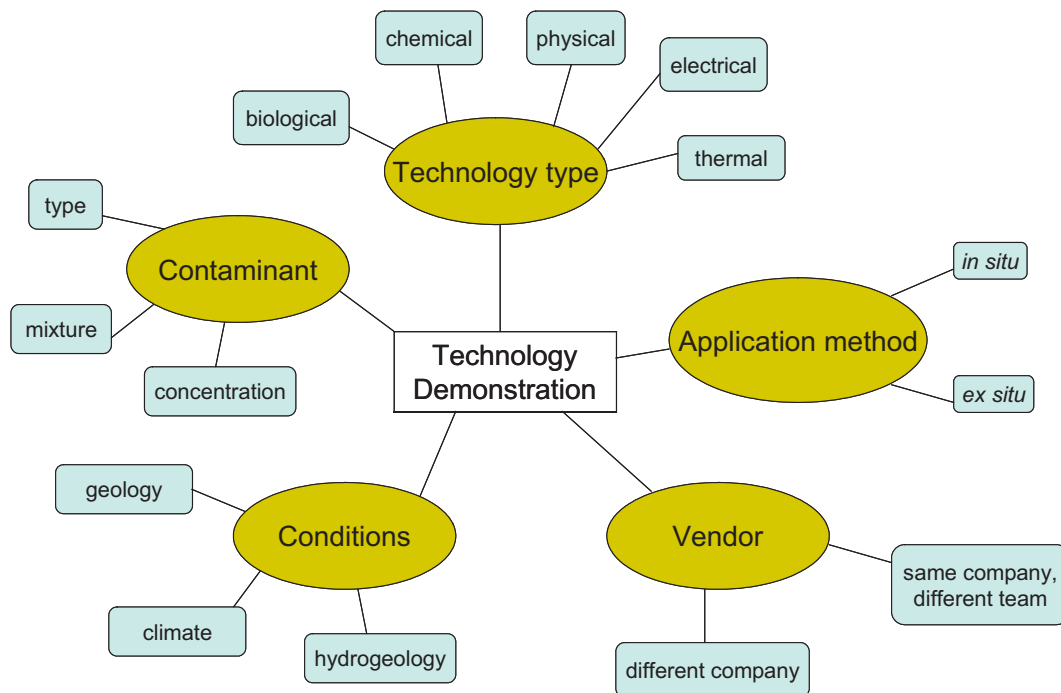 chemical
physical
electrical
biological
thermal
Technology type
type
Contaminant
mixture
concentration
in situ
Application method
ex situ
Technology
Demonstration
geology
Conditions
climate
hydrogeology
Vendor
same company,
different team
different company